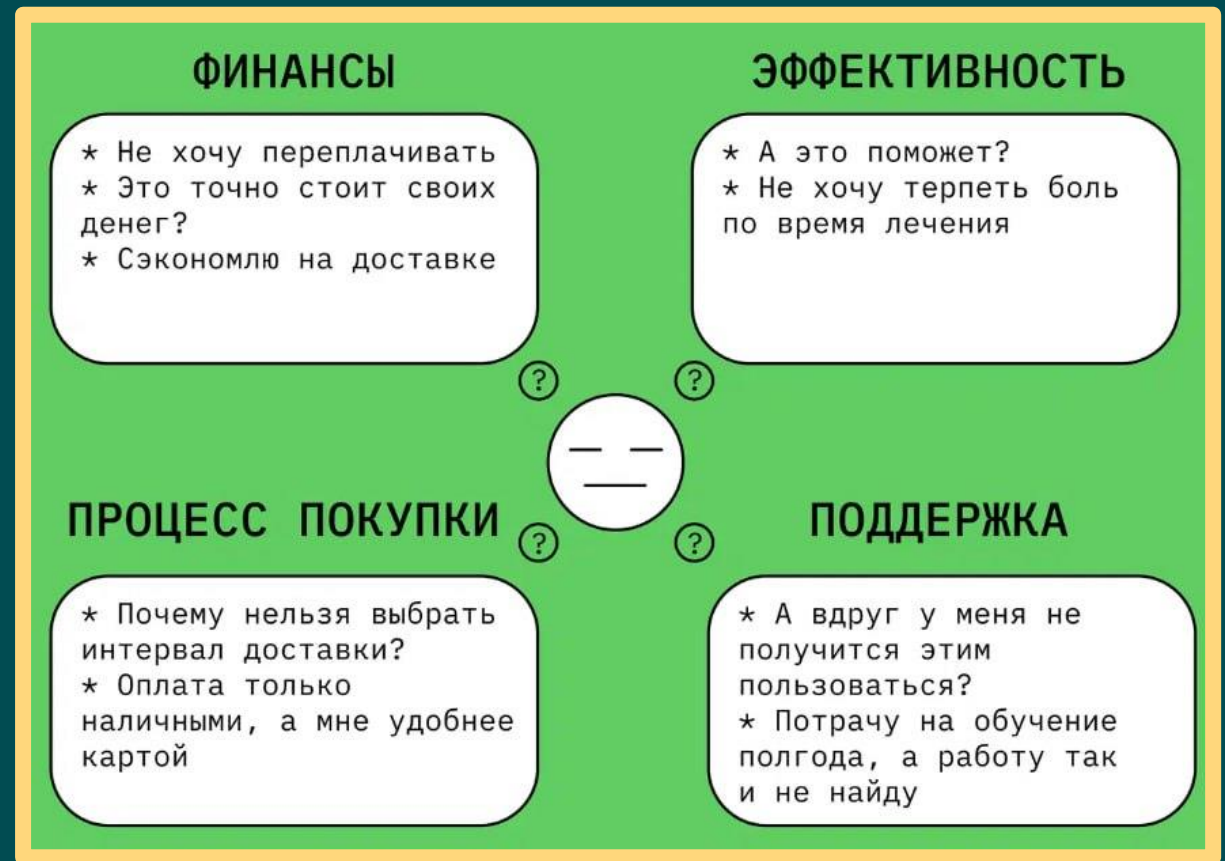 ФИНАНСЫ
* Не хочу переплачивать
* Это точно стоит своих
денег?
* Сэкономлю на доставке
ЭФФЕКТИВНОСТЬ
* А это поможет?
* Не хочу терпеть боль
по время лечения
?
?
?
?
ПРОЦЕСС ПОКУПКИ
* Почему нельзя выбрать
интервал доставки?
* Оплата только
наличными, а мне удобнее
картой
ПОДДЕРЖКА
* А вдруг у меня не
получится этим
пользоваться?
* Потрачу на обучение
полгода, а работу так
и не найду